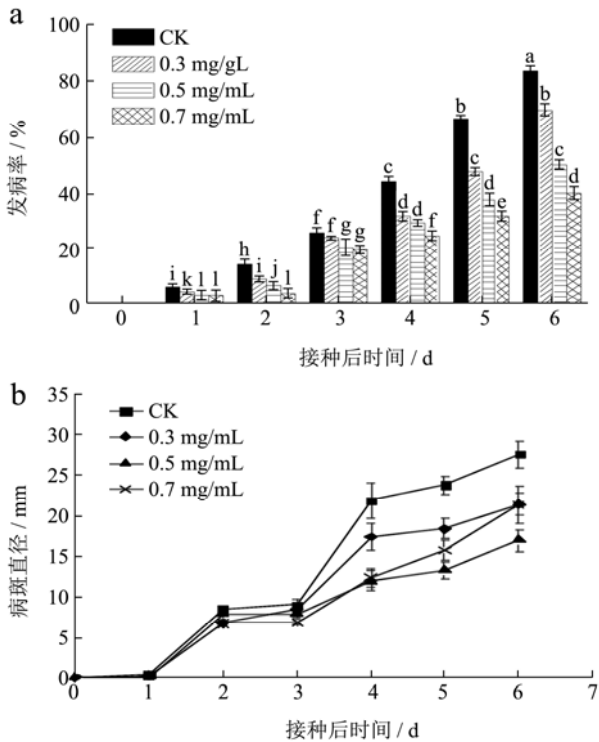 a
100
80
60
40
20
0
发病率 / %
CK
0.3 mg/gL
0.5 mg/mL
0.7 mg/mL
i k l l
h i j l
f f g g
c d d f
b c d e
a b c d
0 1 2 3 4 5 6
接种后时间 / d
b
35
30
25
20
15
10
5
0
病斑直径 / mm
CK
0.3 mg/mL
0.5 mg/mL
0.7 mg/mL
0 1 2 3 4 5 6 7
接种后时间 / d